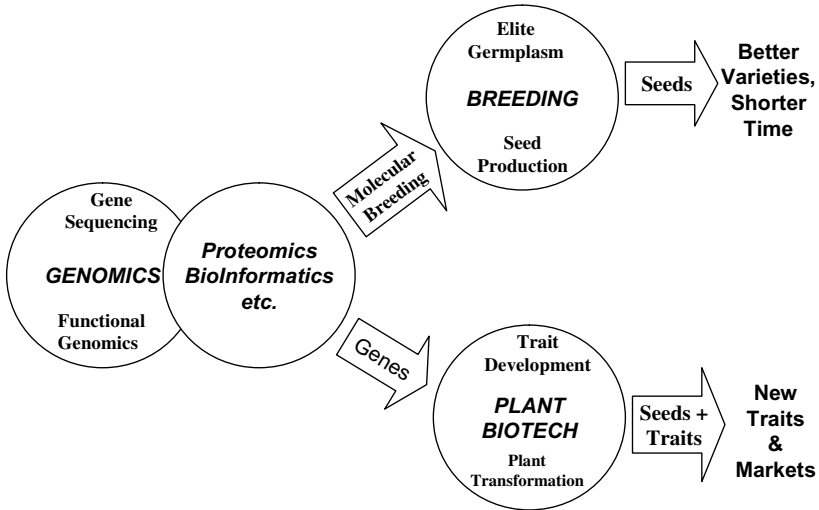 Gene
Sequencing
GENOMICS
Functional
Genomics
Proteomics
BioInformatics
etc.
Molecular
Breeding
Elite
Germplasm
BREEDING
Seed
Production
Seeds
Better
Varieties,
Shorter
Time
Genes
Trait
Development
PLANT
BIOTECH
Plant
Transformation
Seeds +
Traits
New
Traits
&
Markets